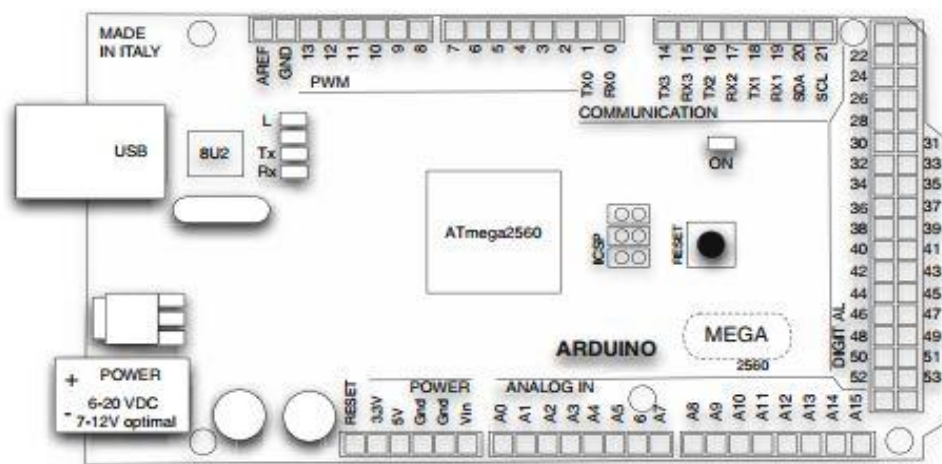 MADE
IN ITALY
AREF
GND
13
12
11
10
9
8
7
6
5
4
3
2
1
0
TX0
RX0
TX3 14
RX3 15
TX2 16
RX2 17
TX1 18
RX1 19
SDA 20
SCL 21
PWM
COMMUNICATION
USB
8U2
L
Tx
Rx
ON
ATmega2560
ICSP
RESET
22
24
26
28
30 31
32 33
34 35
36 37
38 39
40 41
42 43
44 45
46 47
48 49
50 51
52 53
DIGIT AL
ARDUINO
MEGA
2560
+ POWER
6-20 VDC
- 7-12V optimal
POWER
ANALOG IN
RESET
3.3V
5V
Gnd
Gnd
Vin
A0
A1
A2
A3
A4
A5
6
A7
A8
A9
A10
A11
A12
A13
A14
A15